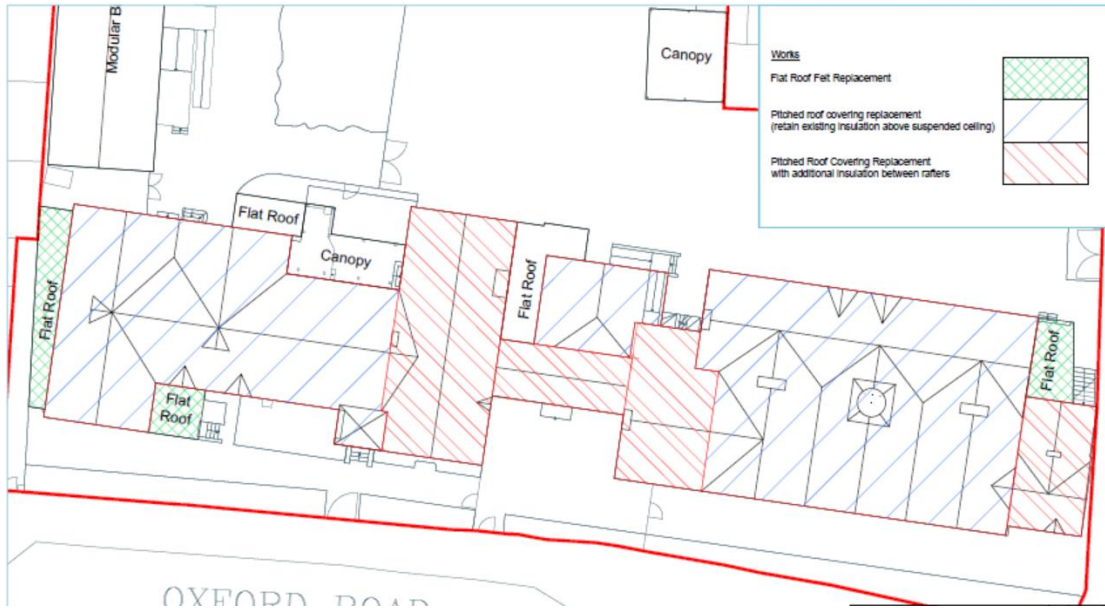 Modular B
Canopy
Works
Flat Roof Felt Replacement
Pitched roof covering replacement
(retain existing insulation above suspended ceiling)
Pitched Roof Covering Replacement
with additional insulation between rafters
Flat Roof
Canopy
Flat Roof
Flat Roof
Flat
Roof
Flat Roof
OXFORD ROAD